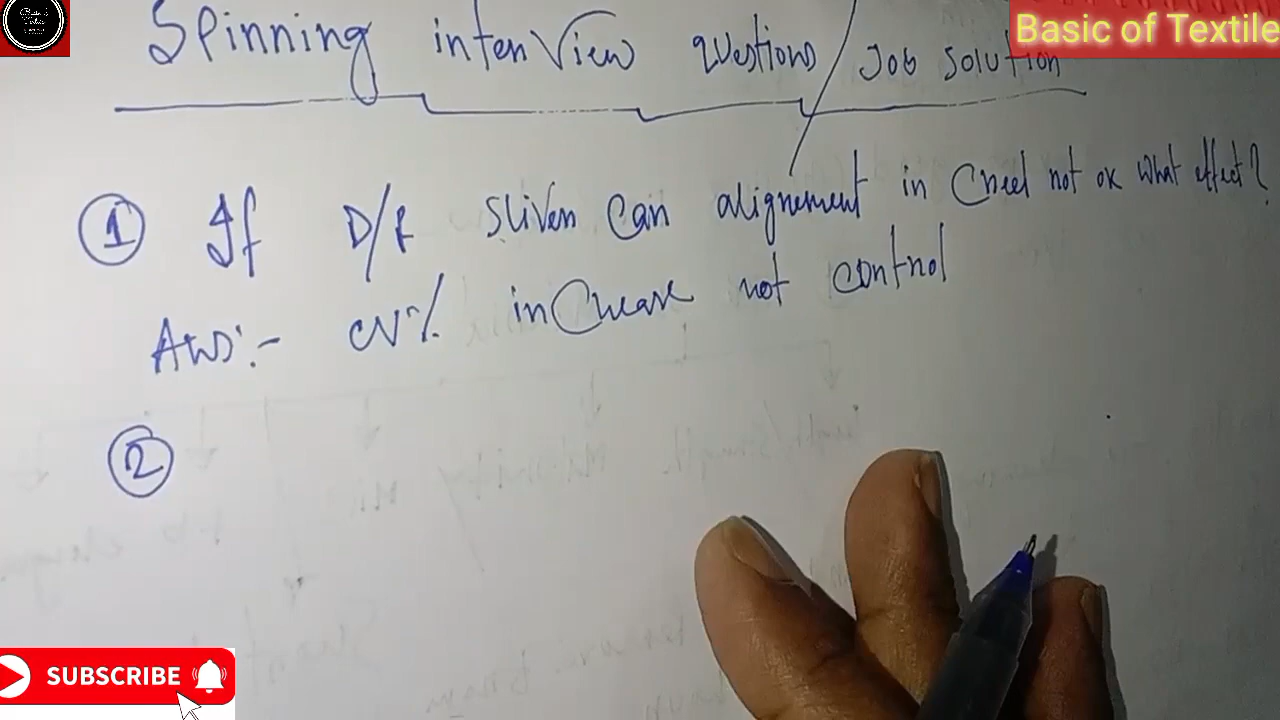 Basic of Textile
Spinning interview questions / Job solution
① If D/F sliver can alignement in Creel not ok what effect?
Ans:- CV% increase not control
②
SUBSCRIBE